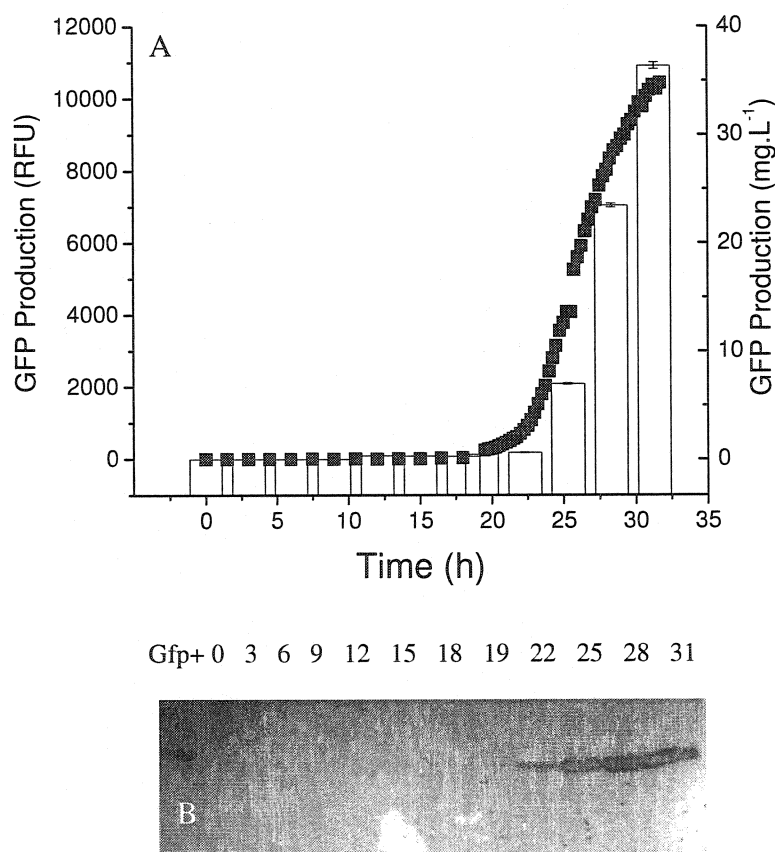 A
GFP Production (RFU)
12000
10000
8000
6000
4000
2000
0
GFP Production (mg.L-1)
40
30
20
10
0
0 5 10 15 20 25 30 35
Time (h)
Gfp+ 0 3 6 9 12 15 18 19 22 25 28 31
B